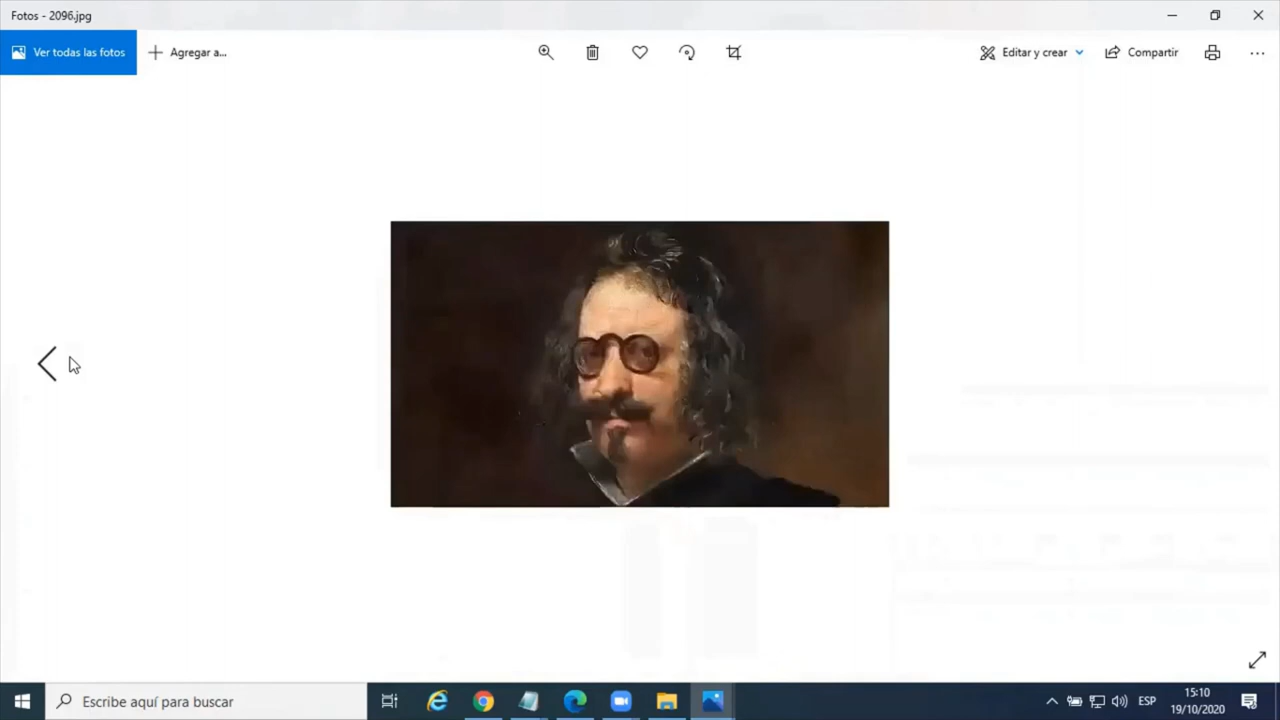 Fotos - 2096.jpg
Ver todas las fotos
Agregar a...
Editar y crear
Compartir
Escribe aquí para buscar
ESP
15:10
19/10/2020